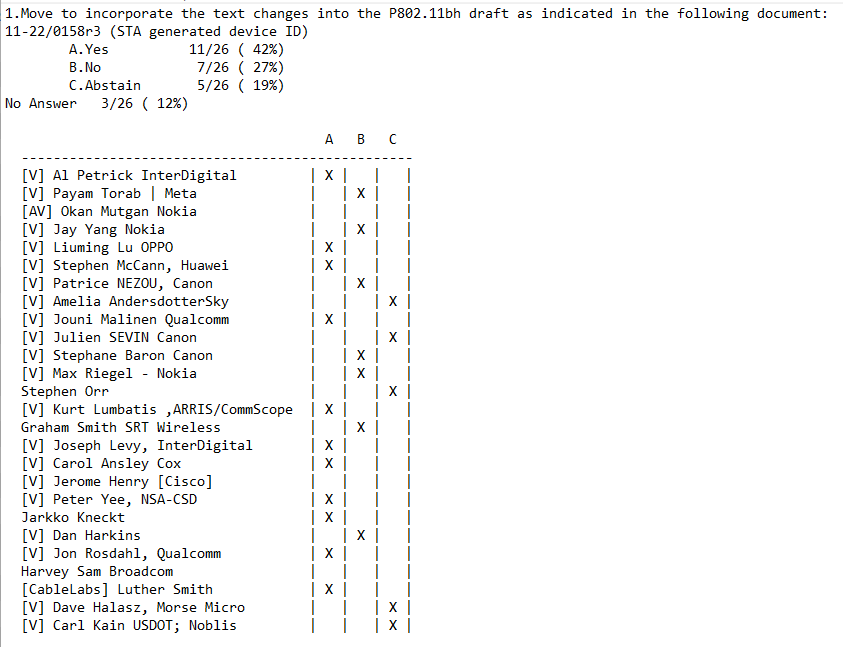 1.Move to incorporate the text changes into the P802.11bh draft as indicated in the following document:
11-22/0158r3 (STA generated device ID)
A.Yes 11/26 ( 42%)
B.No 7/26 ( 27%)
C.Abstain 5/26 ( 19%)
No Answer 3/26 ( 12%)
A B C
----------------------------------------------------
[V] Al Petrick InterDigital | X | | |
[V] Payam Torab | Meta | | X | |
[AV] Okan Mutgan Nokia | | | |
[V] Jay Yang Nokia | | X | |
[V] Liuming Lu OPPO | X | | |
[V] Stephen McCann, Huawei | X | | |
[V] Patrice NEZOU, Canon | | X | |
[V] Amelia AndersdotterSky | | | X |
[V] Jouni Malinen Qualcomm | X | | |
[V] Julien SEVIN Canon | | | X |
[V] Stephane Baron Canon | | X | |
[V] Max Riegel - Nokia | | X | |
Stephen Orr | | | X |
[V] Kurt Lumbatis ,ARRIS/CommScope | X | | |
Graham Smith SRT Wireless | | X | |
[V] Joseph Levy, InterDigital | X | | |
[V] Carol Ansley Cox | X | | |
[V] Jerome Henry [Cisco] | | | |
[V] Peter Yee, NSA-CSD | X | | |
Jarkko Kneckt | X | | |
[V] Dan Harkins | | X | |
[V] Jon Rosdahl, Qualcomm | X | | |
Harvey Sam Broadcom | | | |
[CableLabs] Luther Smith | X | | |
[V] Dave Halasz, Morse Micro | | | X |
[V] Carl Kain USDOT; Noblis | | | X |